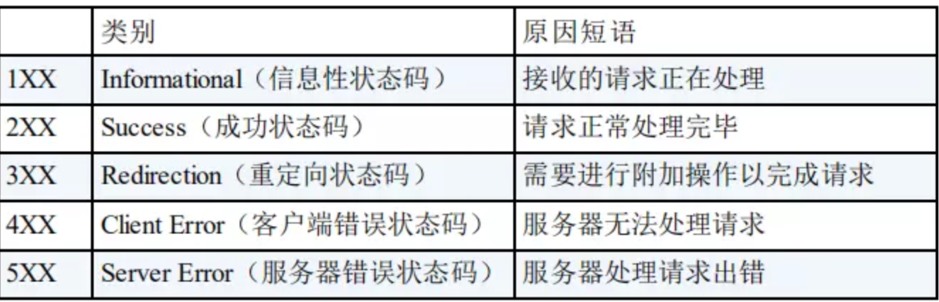 类别 原因短语
1XX Informational（信息性状态码） 接收的请求正在处理
2XX Success（成功状态码） 请求正常处理完毕
3XX Redirection（重定向状态码） 需要进行附加操作以完成请求
4XX Client Error（客户端错误状态码） 服务器无法处理请求
5XX Server Error（服务器错误状态码） 服务器处理请求出错